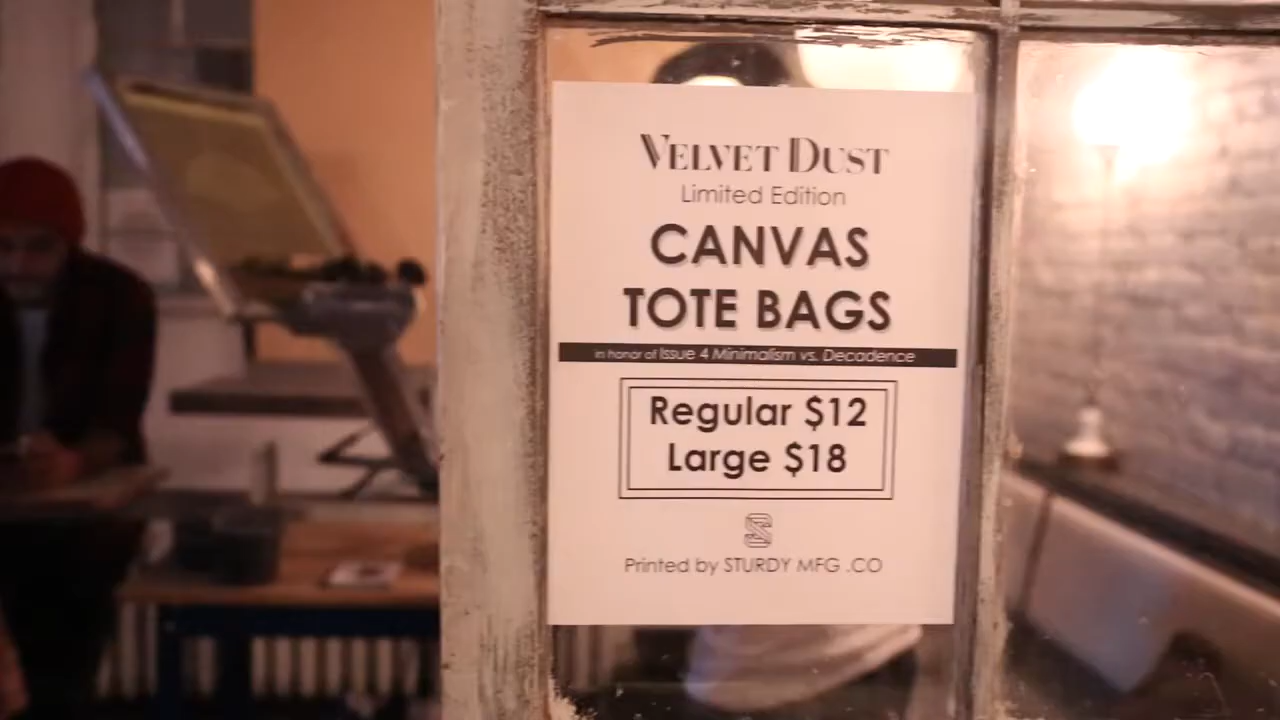 VELVET DUST
Limited Edition
CANVAS
TOTE BAGS
in honor of Issue 4 Minimalism vs. Decadence
Regular $12
Large $18
S
Printed by STURDY MFG .CO